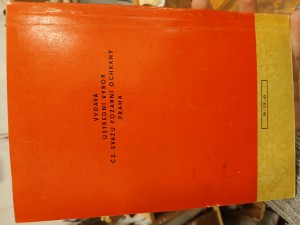 VYDÁVÁ
ÚSTŘEDNÍ VÝBOR
ČS. SVAZU POŽÁRNÍ OCHRANY
PRAHA